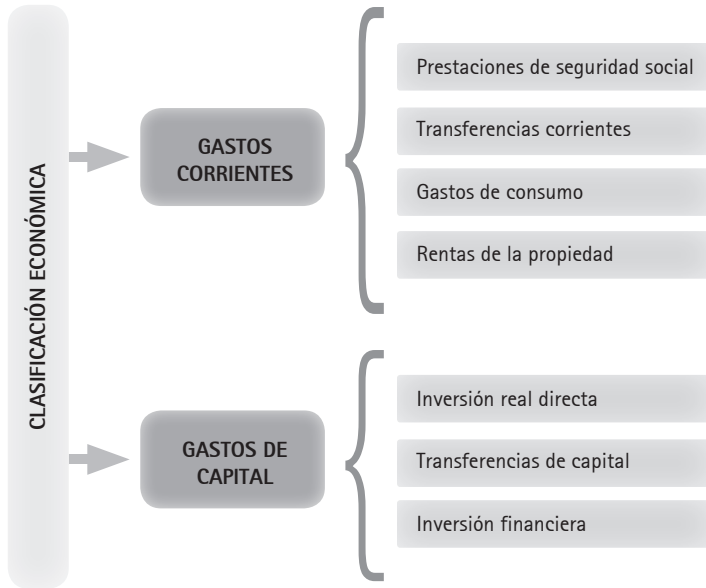 CLASIFICACIÓN ECONÓMICA
GASTOS
CORRIENTES
Prestaciones de seguridad social
Transferencias corrientes
Gastos de consumo
Rentas de la propiedad
GASTOS DE
CAPITAL
Inversión real directa
Transferencias de capital
Inversión financiera